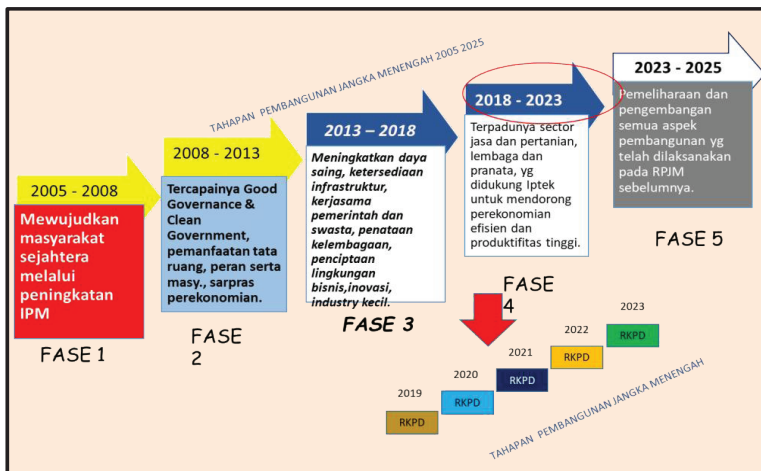 TAHAPAN PEMBANGUNAN JANGKA MENENGAH 2005 2025
2005 - 2008
Mewujudkan
masyarakat
sejahtera
melalui
peningkatan
IPM
FASE 1
2008 - 2013
Tercapainya Good
Governance &
Clean
Government,
pemanfaatan tata
ruang, peran serta
masy., sarpras
perekonomian.
FASE
2
2013 – 2018
Meningkatkan daya
saing, ketersediaan
infrastruktur,
kerjasama
pemerintah dan
swasta, penataan
kelembagaan,
penciptaan
lingkungan
bisnis,inovasi,
industry kecil.
FASE 3
2018 - 2023
Terpadunya sector
jasa dan pertanian,
lembaga dan
pranata, yg
didukung Iptek
untuk mendorong
perekonomian
efisien dan
produktifitas tinggi.
FASE
4
2023 - 2025
Pemeliharaan dan
pengembangan
semua aspek
pembangunan yg
telah dilaksanakan
pada RPJM
sebelumnya.
FASE 5
2019
RKPD
2020
RKPD
2021
RKPD
2022
RKPD
2023
RKPD
TAHAPAN PEMBANGUNAN JANGKA MENENGAH